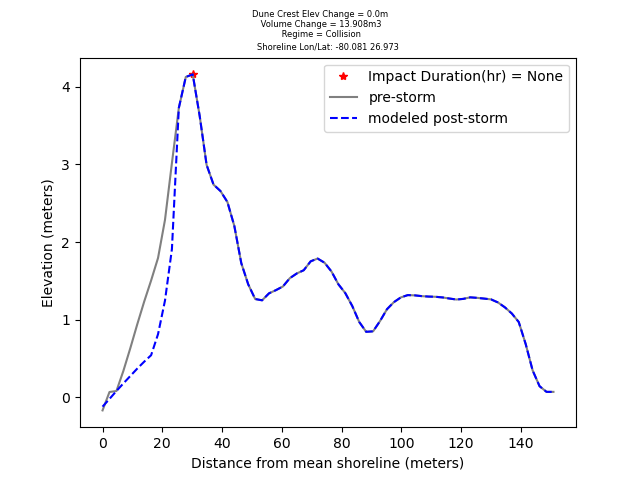 Dune Crest Elev Change = 0.0m
Volume Change = 13.908m3
Regime = Collision
Shoreline Lon/Lat: -80.081 26.973
Impact Duration(hr) = None
pre-storm
modeled post-storm
Elevation (meters)
4
3
2
1
0
0 20 40 60 80 100 120 140
Distance from mean shoreline (meters)